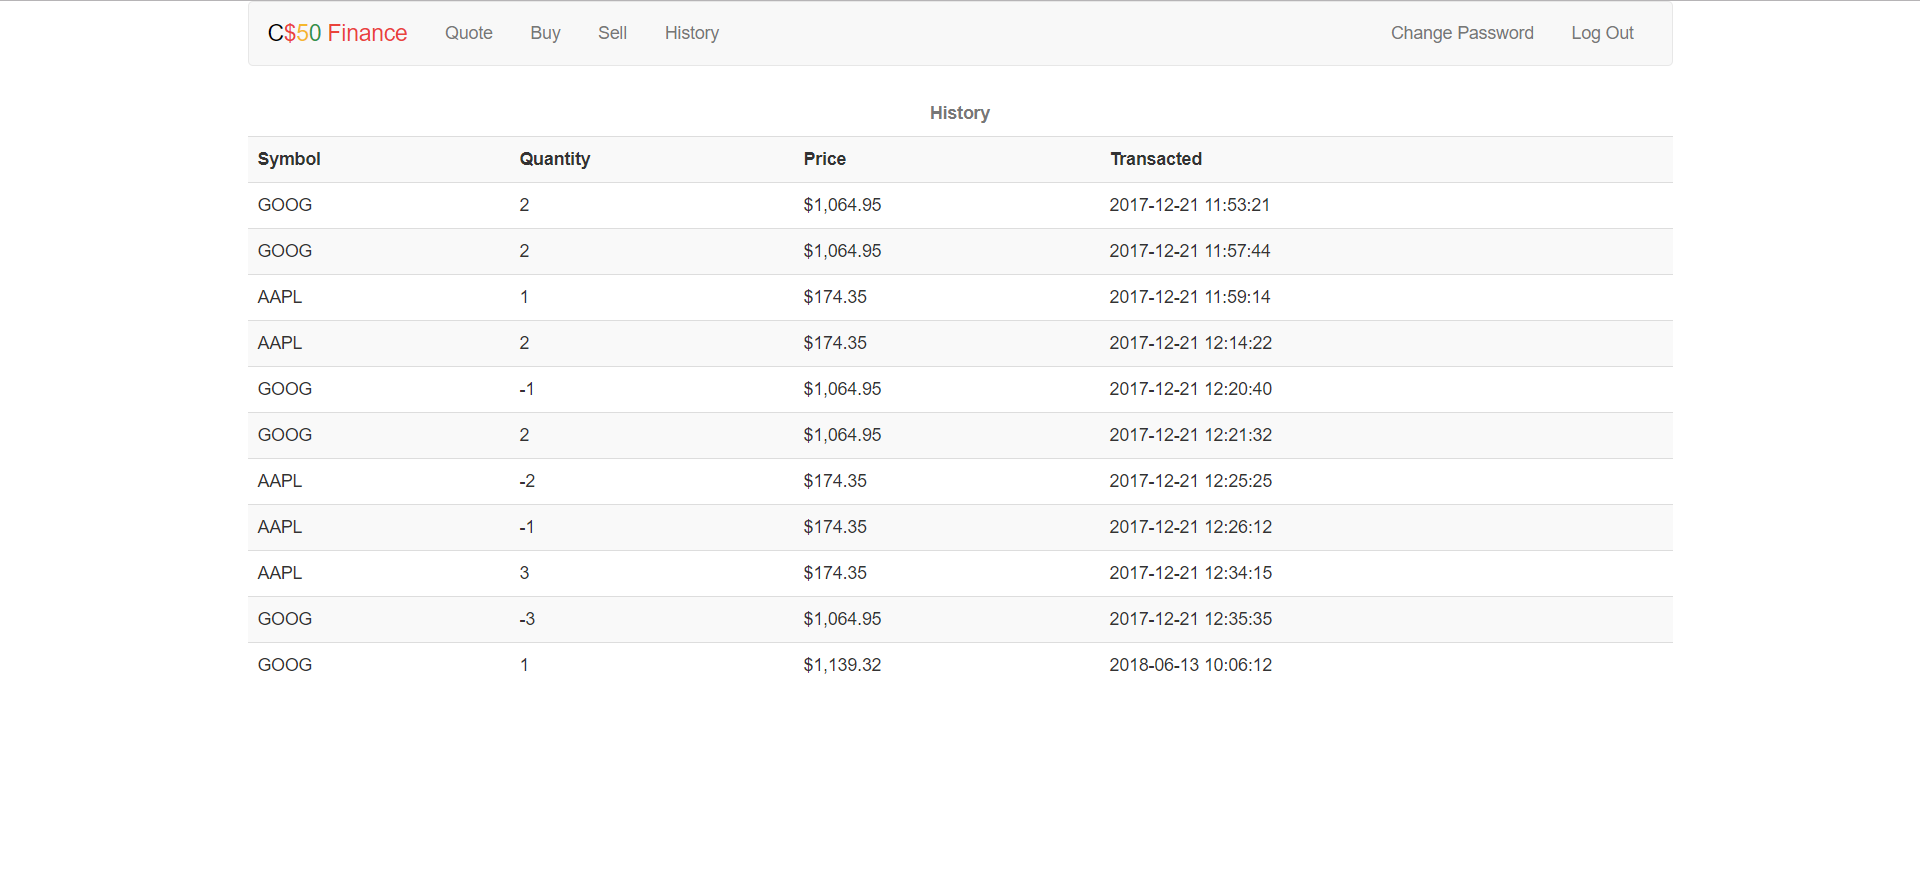 C$50 Finance Quote Buy Sell History Change Password Log Out
History
Symbol Quantity Price Transacted
GOOG 2 $1,064.95 2017-12-21 11:53:21
GOOG 2 $1,064.95 2017-12-21 11:57:44
AAPL 1 $174.35 2017-12-21 11:59:14
AAPL 2 $174.35 2017-12-21 12:14:22
GOOG -1 $1,064.95 2017-12-21 12:20:40
GOOG 2 $1,064.95 2017-12-21 12:21:32
AAPL -2 $174.35 2017-12-21 12:25:25
AAPL -1 $174.35 2017-12-21 12:26:12
AAPL 3 $174.35 2017-12-21 12:34:15
GOOG -3 $1,064.95 2017-12-21 12:35:35
GOOG 1 $1,139.32 2018-06-13 10:06:12